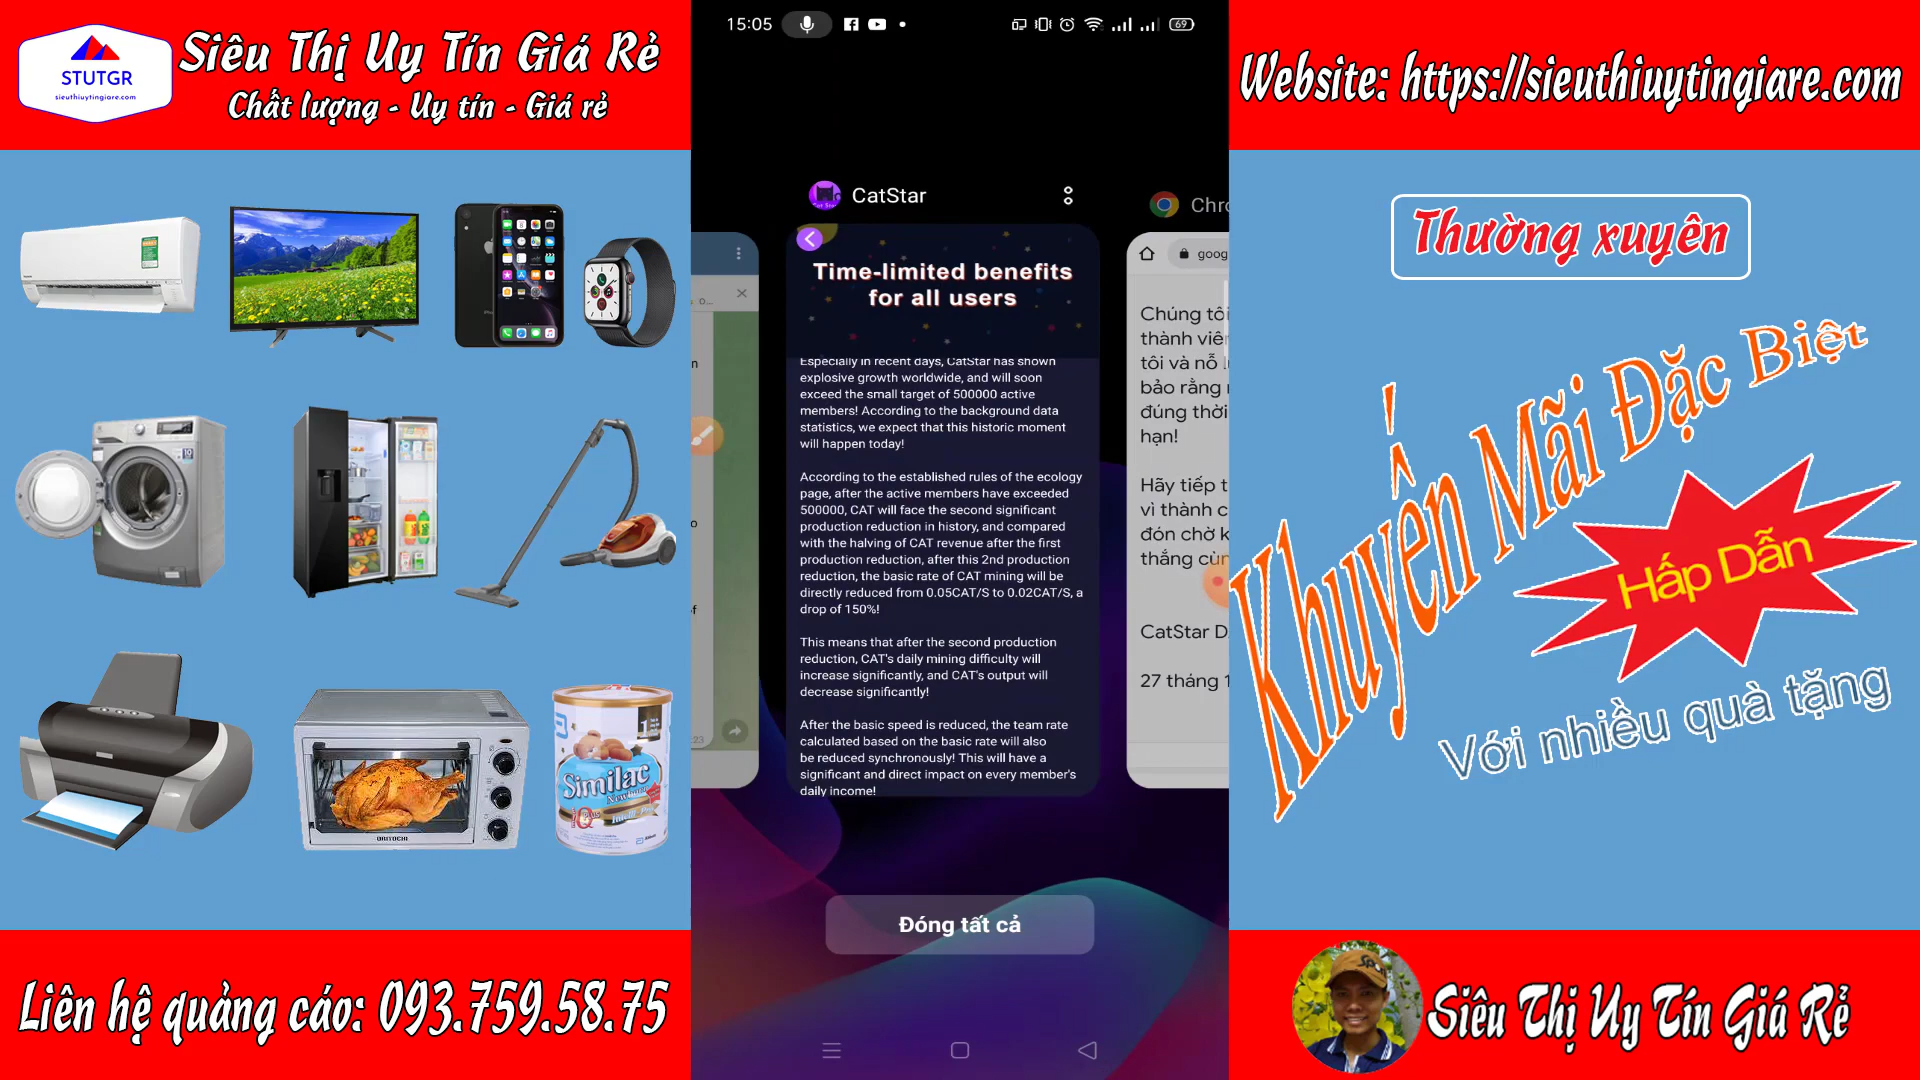 STUTGR
sieuthiuytingiare.com
Siêu Thị Uy Tín Giá Rẻ
Chất lượng - Uy tín - Giá rẻ
Liên hệ quảng cáo: 093.759.58.75
15:05
69
CatStar
Time-limited benefits
for all users
Especially in recent days, CatStar has shown
explosive growth worldwide, and will soon
exceed the small target of 500000 active
members! According to the background data
statistics, we expect that this historic moment
will happen today!
According to the established rules of the ecology
page, after the active members have exceeded
500000, CAT will face the second significant
production reduction in history, and compared
with the halving of CAT revenue after the first
production reduction, after this 2nd production
reduction, the basic rate of CAT mining will be
directly reduced from 0.05CAT/S to 0.02CAT/S, a
drop of 150%!
This means that after the second production
reduction, CAT's daily mining difficulty will
increase significantly, and CAT's output will
decrease significantly!
After the basic speed is reduced, the team rate
calculated based on the basic rate will also
be reduced synchronously! This will have a
significant and direct impact on every member's
daily income!
Chr
goog
Chúng tôi
thành viên
tôi và nỗ
bảo rằng
đúng thời
hạn!
Hãy tiếp t
vì thành c
đón chờ k
thắng cùn
CatStar D
27 tháng 1
Đóng tất cả
Website: https://sieuthiuytingiare.com
Thường xuyên
Khuyến Mãi Đặc Biệt
Hấp Dẫn
Với nhiều quà tặng
Siêu Thị Uy Tín Giá Rẻ
Similac